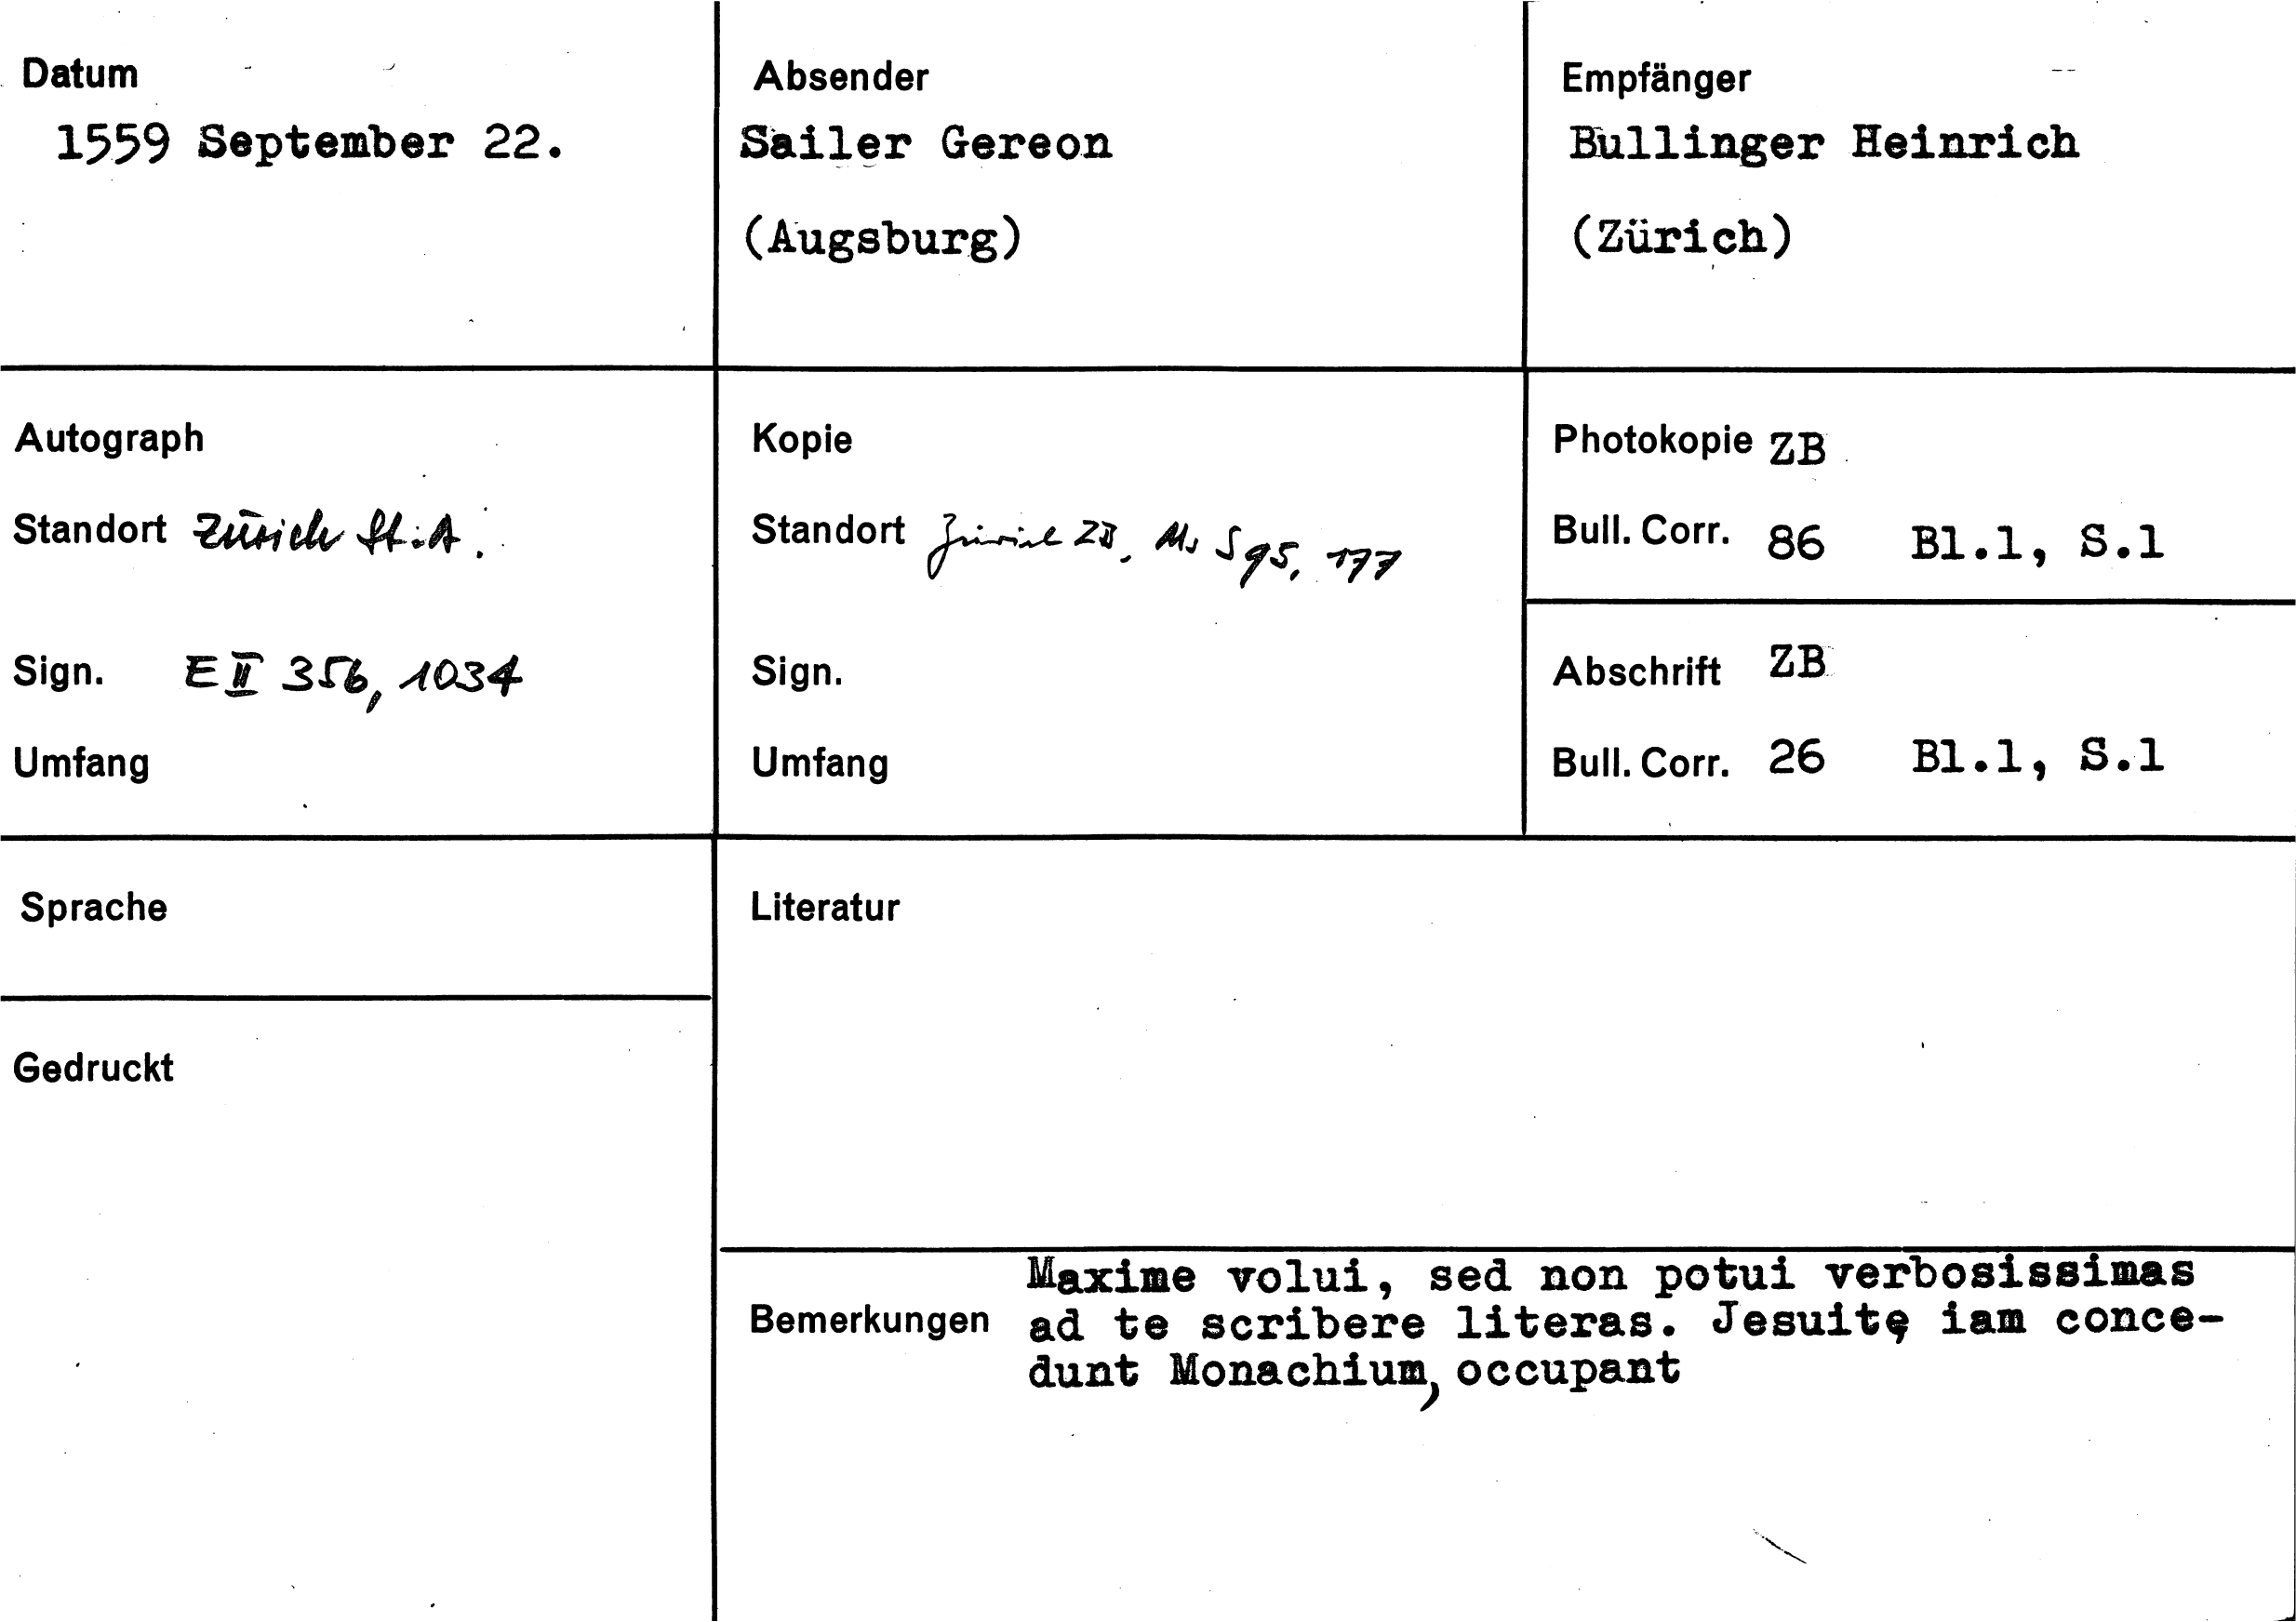 Datum
1559 September 22.
Absender
Sailer Gereon
(Augsburg)
Empfänger
Bullinger Heinrich
(Zürich)
Autograph
Standort Zürich St.A.
Sign. E II 356, 1034
Umfang
Kopie
Standort Zürich ZB, Ms S 95, 177
Sign.
Umfang
Photokopie ZB
Bull. Corr. 86 Bl.1, S.1
Abschrift ZB
Bull. Corr. 26 Bl.1, S.1
Sprache
Gedruckt
Literatur
Bemerkungen
Maxime volui, sed non potui verbosissimas
ad te scribere literas. Jesuitę iam conce-
dunt Monachium, occupant